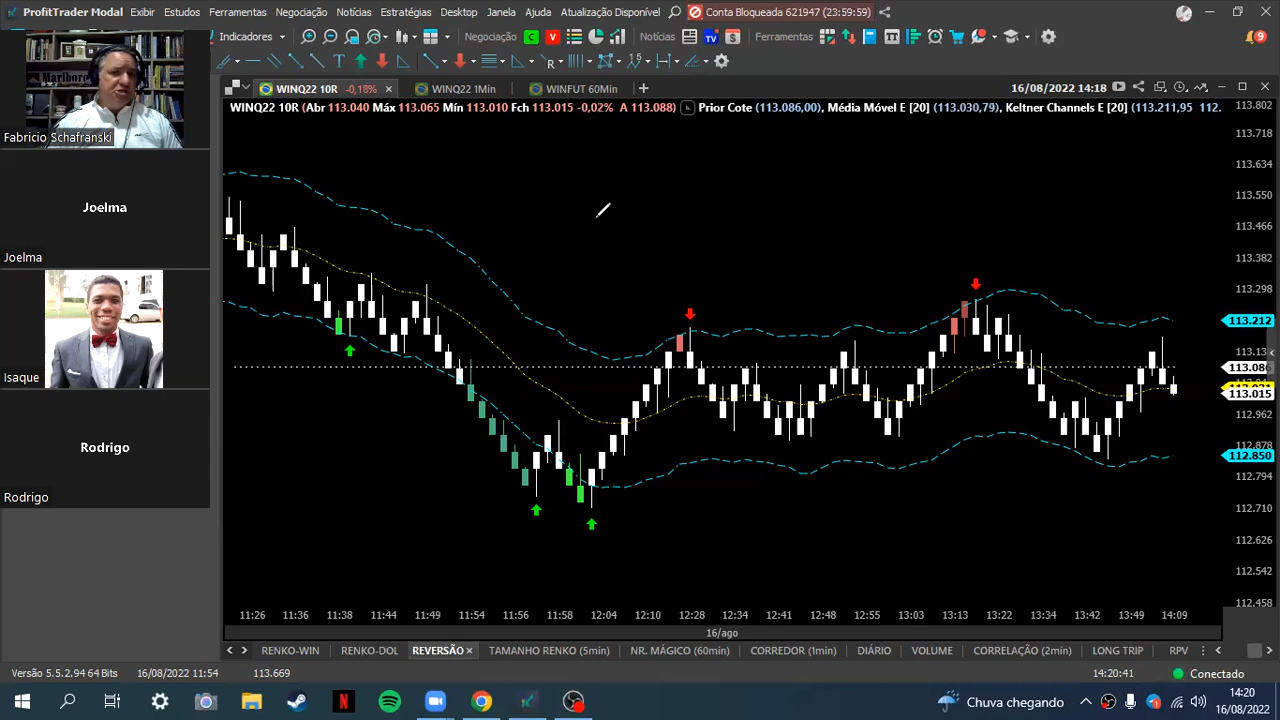 ProfitTrader Modal Exibir Estudos Ferramentas Negociação Notícias Estratégias Desktop Janela Ajuda Atualização Disponível Conta Bloqueada 621947 (23:59:59)
Indicadores Negociação C V Notícias TV $ Ferramentas 9
WINQ22 10R -0,18% × WINQ22 1Min WINFUT 60Min + 16/08/2022 14:18
WINQ22 10R (Abr 113.040 Máx 113.065 Mín 113.010 Fch 113.015 -0,02% A 113.088) Prior Cote (113.086,00) Média Móvel E [20] (113.030,79) Keltner Channels E [20] (113.211,95 112.
Marlboro
Fabricio Schafranski
Joelma
Joelma
Isaque
Rodrigo
Rodrigo
113.802
113.718
113.634
113.550
113.466
113.382
113.298
113.212
113.13
113.086
113.015
112.962
112.878
112.850
112.794
112.710
112.626
112.542
112.458
11:26 11:36 11:38 11:44 11:49 11:54 11:56 11:58 12:04 12:10 12:28 12:34 12:41 12:48 12:55 13:03 13:13 13:22 13:34 13:42 13:49 14:09
16/ago
RENKO-WIN RENKO-DOL REVERSÃO × TAMANHO RENKO (5min) NR. MÁGICO (60min) CORREDOR (1min) DIÁRIO VOLUME CORRELAÇÃO (2min) LONG TRIP RPV
Versão 5.5.2.94 64 Bits 16/08/2022 11:54 113.669 14:20:41 Conectado
Chuva chegando 14:20
16/08/2022